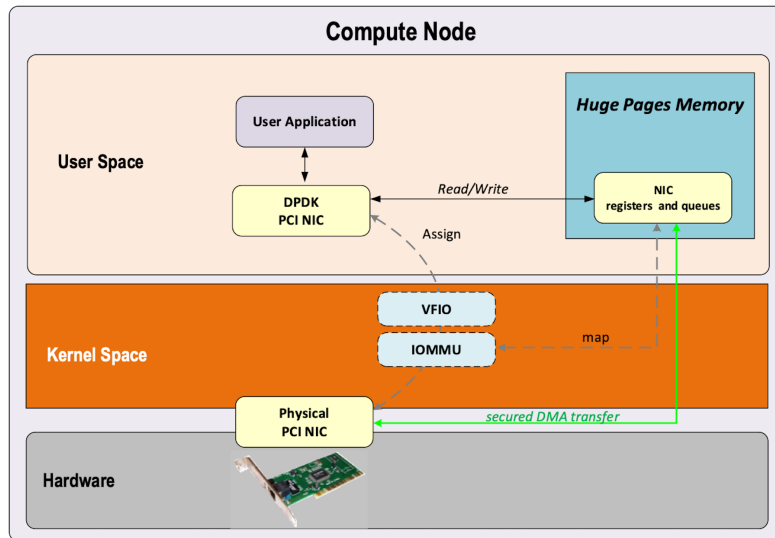 Compute Node
Huge Pages Memory
User Application
User Space
Read/Write
DPDK
PCI NIC
NIC
registers and queues
Assign
VFIO
map
Kernel Space
IOMMU
Physical
PCI NIC
secured DMA transfer
Hardware